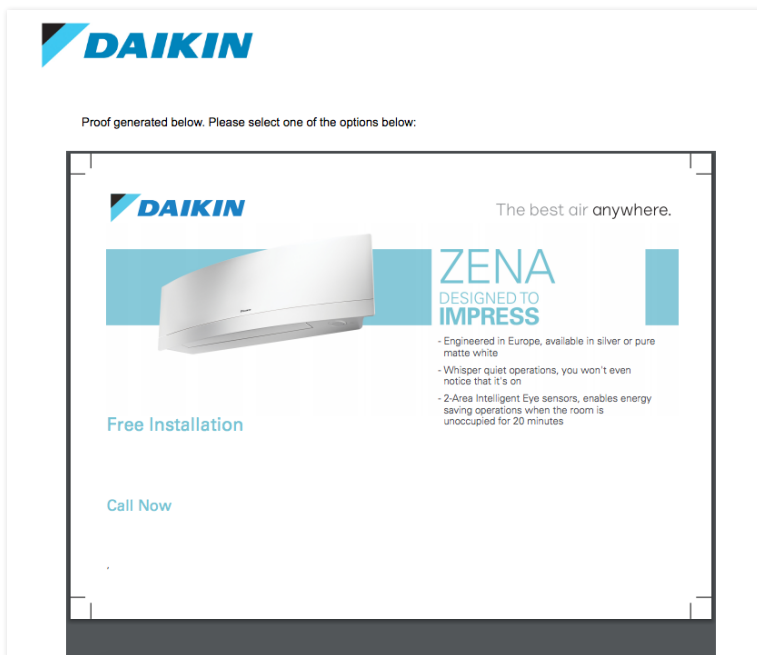 DAIKIN
Proof generated below. Please select one of the options below:
DAIKIN
The best air anywhere.
ZENA
DESIGNED TO
IMPRESS
- Engineered in Europe, available in silver or pure
matte white
- Whisper quiet operations, you won't even
notice that it's on
- 2-Area Intelligent Eye sensors, enables energy
saving operations when the room is
unoccupied for 20 minutes
Free Installation
Call Now
.